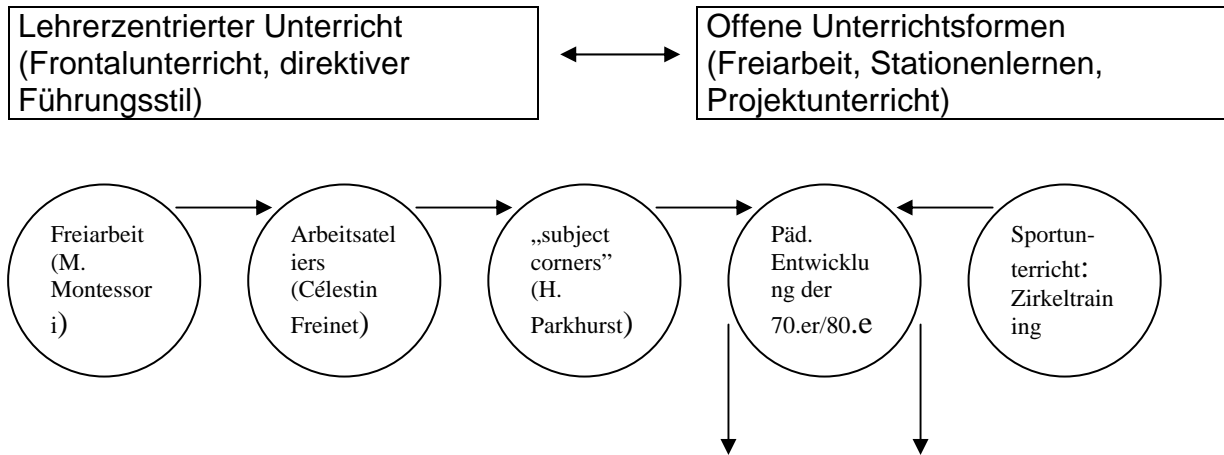 Lehrerzentrierter Unterricht
(Frontalunterricht, direktiver
Führungsstil)
Offene Unterrichtsformen
(Freiarbeit, Stationenlernen,
Projektunterricht)
Freiarbeit
(M.
Montessor
i)
Arbeitsatel
iers
(Célestin
Freinet)
„subject
corners”
(H.
Parkhurst)
Päd.
Entwicklu
ng der
70.er/80.e
Sportun-
terricht:
Zirkeltrain
ing